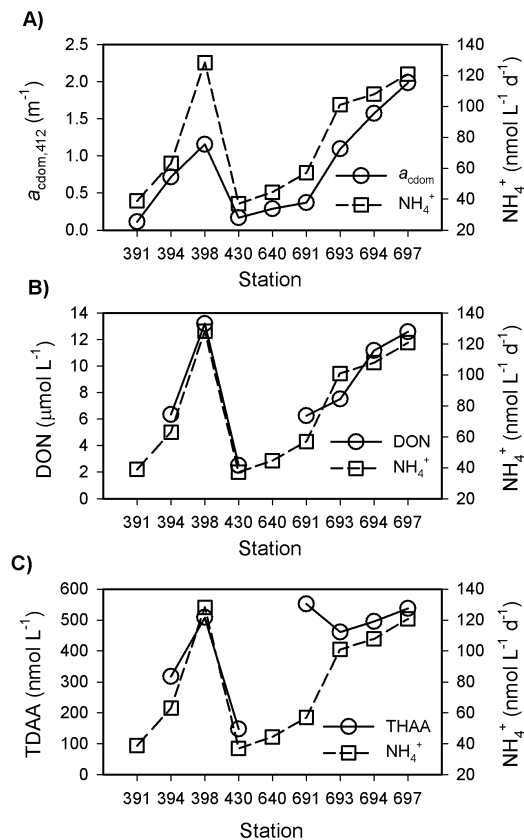 A)
2.5
2.0
1.5
1.0
0.5
0.0
a cdom,412 (m-1)
140
120
100
80
60
40
20
NH4+ (nmol L-1 d-1)
a cdom
NH4+
391 394 398 430 640 691 693 694 697
Station
B)
14
12
10
8
6
4
2
0
DON (μmol L-1)
140
120
100
80
60
40
20
NH4+ (nmol L-1 d-1)
DON
NH4+
391 394 398 430 640 691 693 694 697
Station
C)
600
500
400
300
200
100
0
TDAA (nmol L-1)
140
120
100
80
60
40
20
NH4+ (nmol L-1 d-1)
THAA
NH4+
391 394 398 430 640 691 693 694 697
Station